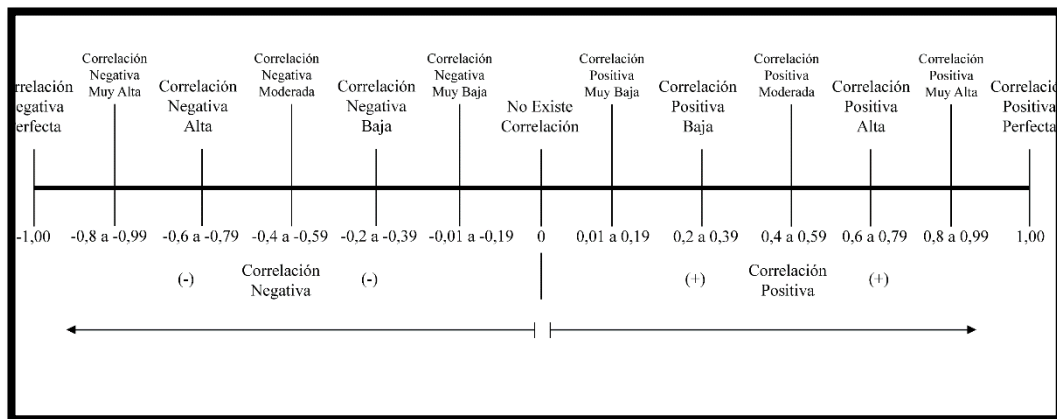 Correlación
Negativa
Muy Alta
Correlación
Negativa
Moderada
Correlación
Negativa
Muy Baja
Correlación
Positiva
Muy Baja
Correlación
Positiva
Moderada
Correlación
Positiva
Muy Alta
rrelación
egativa
erfecta
Correlación
Negativa
Alta
Correlación
Negativa
Baja
No Existe
Correlación
Correlación
Positiva
Baja
Correlación
Positiva
Alta
Correlació
Positiva
Perfecta
-1,00
-0,8 a -0,99
-0,6 a -0,79
-0,4 a -0,59
-0,2 a -0,39
-0,01 a -0,19
0
0,01 a 0,19
0,2 a 0,39
0,4 a 0,59
0,6 a 0,79
0,8 a 0,99
1,00
(-)
Correlación
Negativa
(-)
(+)
Correlación
Positiva
(+)